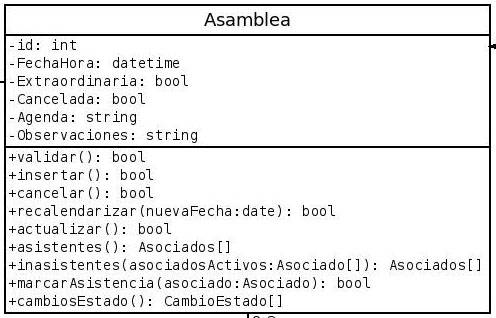 Asamblea
-id: int
-FechaHora: datetime
-Extraordinaria: bool
-Cancelada: bool
-Agenda: string
-Observaciones: string
+validar(): bool
+insertar(): bool
+cancelar(): bool
+recalendarizar(nuevaFecha:date): bool
+actualizar(): bool
+asistentes(): Asociados[]
+inasistentes(asociadosActivos:Asociado[]): Asociados[]
+marcarAsistencia(asociado:Asociado): bool
+cambiosEstado(): CambioEstado[]